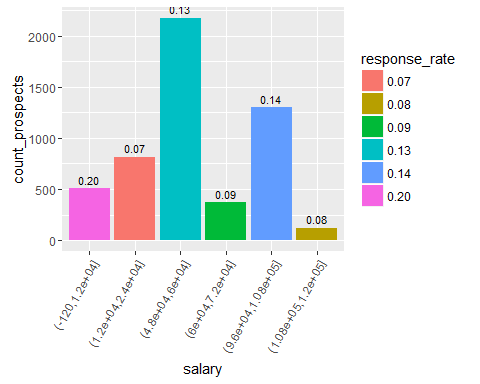 0.13
2000
response_rate
0.07
0.08
0.09
0.13
0.14
0.20
1500
0.14
count_prospects
1000
0.07
500
0.20
0.09
0.08
0
(-120,1.2e+04]
(1.2e+04,2.4e+04]
(4.8e+04,6e+04]
(6e+04,7.2e+04]
(9.6e+04,1.08e+05]
(1.08e+05,1.2e+05]
salary